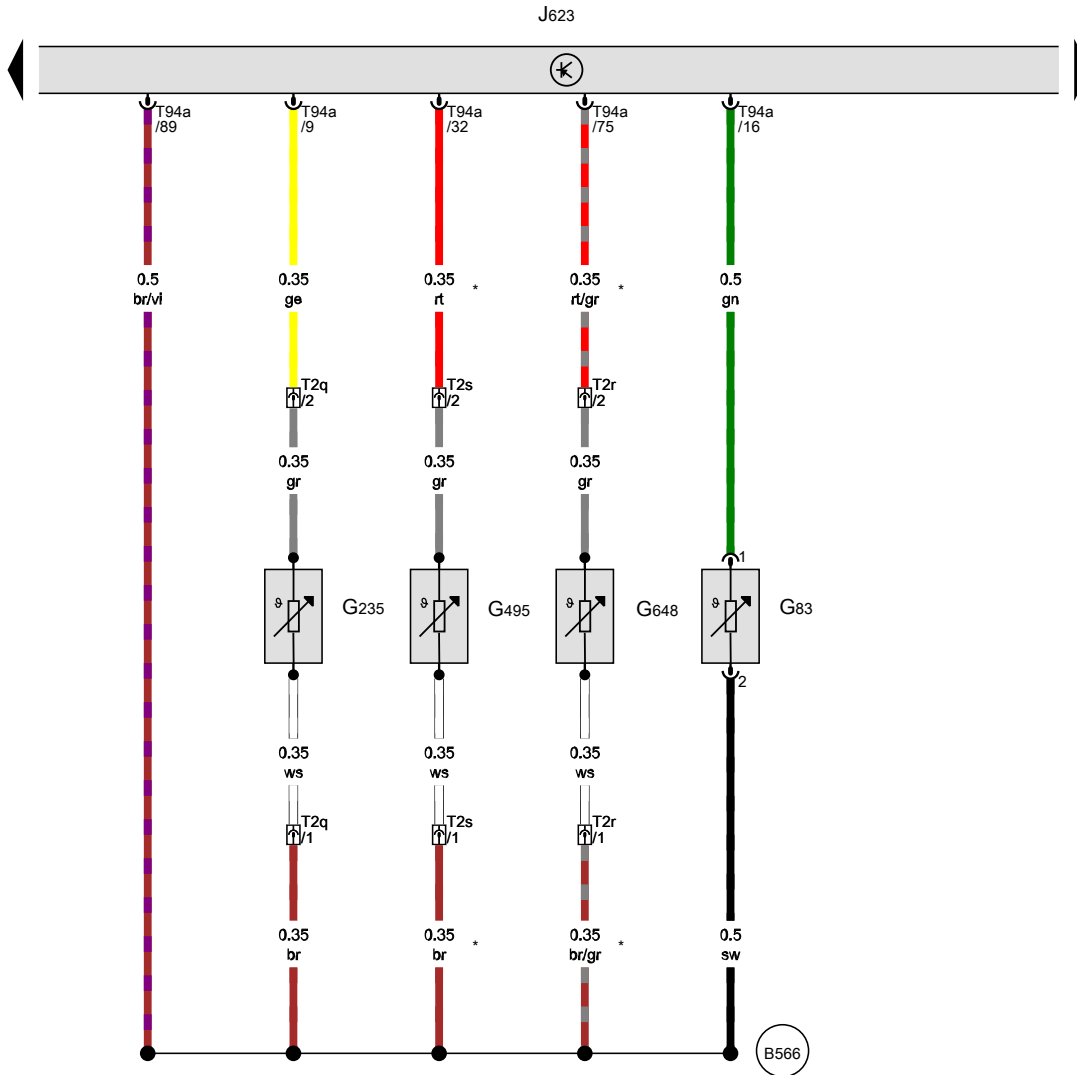 J623
T94a
/89
T94a
/9
T94a
/32
T94a
/75
T94a
/16
0.5
br/vi
0.35
ge
0.35
rt
*
0.35
rt/gr
*
0.5
gn
T2q
/2
T2s
/2
T2r
/2
0.35
gr
0.35
gr
0.35
gr
1
ϑ
G235
ϑ
G495
ϑ
G648
ϑ
G83
2
0.35
ws
0.35
ws
0.35
ws
T2q
/1
T2s
/1
T2r
/1
0.35
br
0.35
br
*
0.35
br/gr
*
0.5
sw
B566